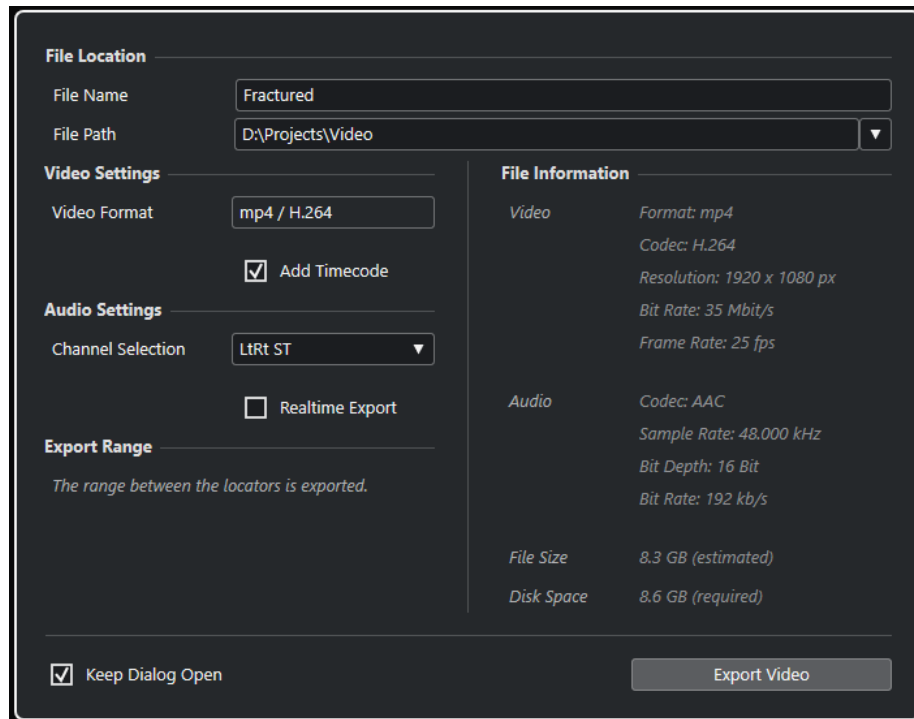 File Location
File Name Fractured
File Path D:\Projects\Video
Video Settings
Video Format mp4 / H.264
Add Timecode
Audio Settings
Channel Selection LtRt ST
Realtime Export
Export Range
The range between the locators is exported.
File Information
Video Format: mp4
Codec: H.264
Resolution: 1920 x 1080 px
Bit Rate: 35 Mbit/s
Frame Rate: 25 fps
Audio Codec: AAC
Sample Rate: 48.000 kHz
Bit Depth: 16 Bit
Bit Rate: 192 kb/s
File Size 8.3 GB (estimated)
Disk Space 8.6 GB (required)
Keep Dialog Open
Export Video